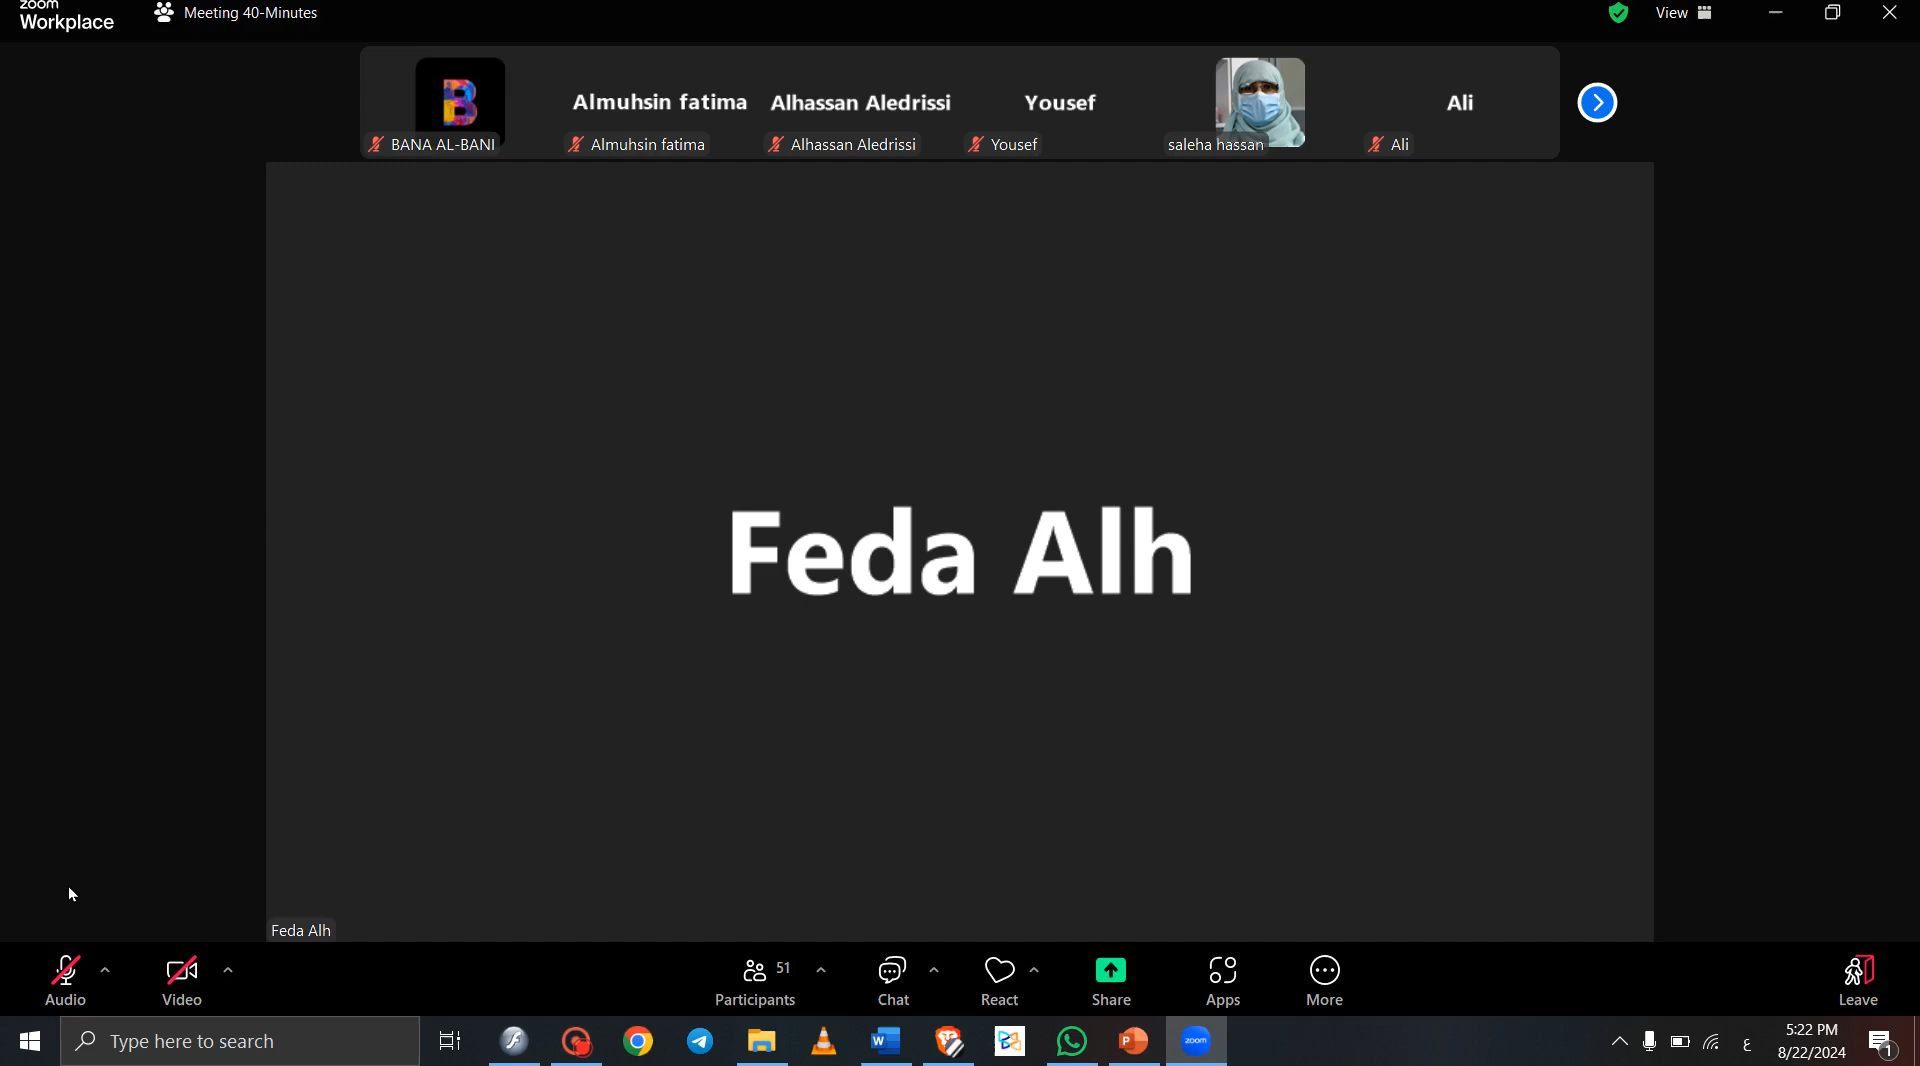 zoom
Workplace
Meeting 40-Minutes
View
B
Almuhsin fatima
Alhassan Aledrissi
Yousef
Ali
BANA AL-BANI
Almuhsin fatima
Alhassan Aledrissi
Yousef
saleha hassan
Ali
Feda Alh
Feda Alh
Audio
Video
51
Participants
Chat
React
Share
Apps
More
Leave
Type here to search
W
P
zoom
ع
5:22 PM
8/22/2024
1